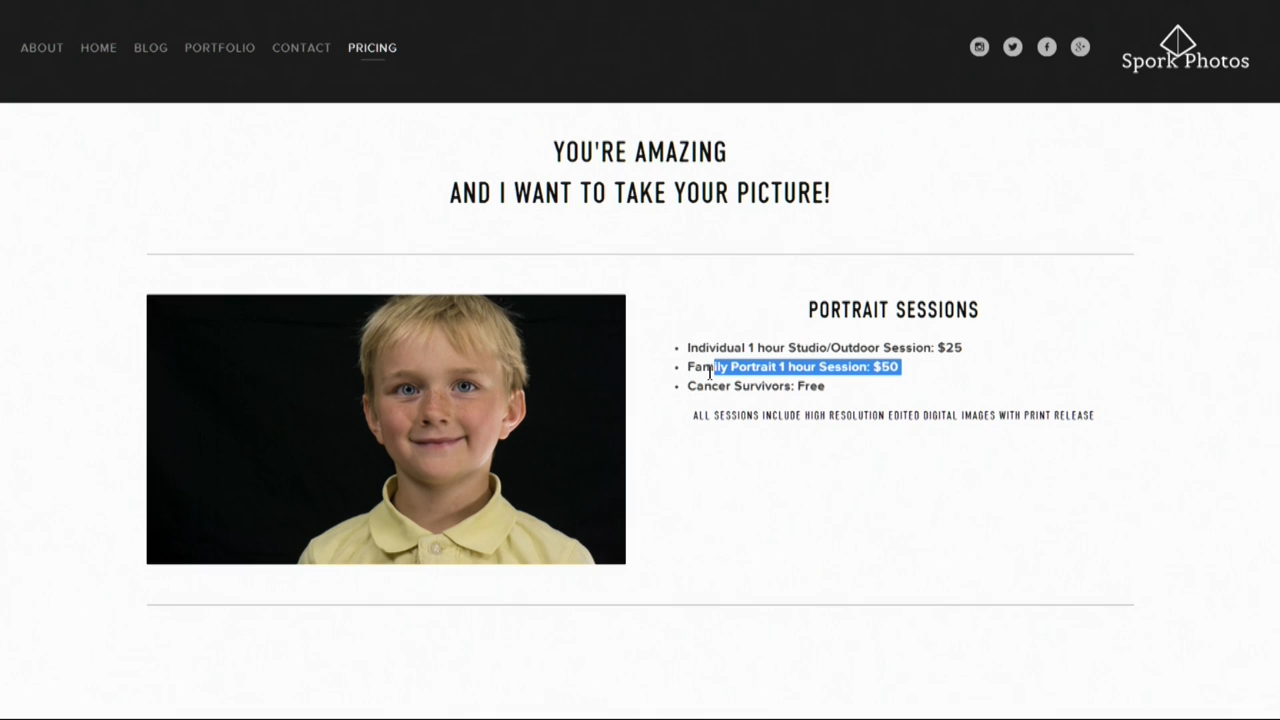 ABOUT HOME BLOG PORTFOLIO CONTACT PRICING
Spork Photos
YOU'RE AMAZING
AND I WANT TO TAKE YOUR PICTURE!
PORTRAIT SESSIONS
• Individual 1 hour Studio/Outdoor Session: $25
• Family Portrait 1 hour Session: $50
• Cancer Survivors: Free
ALL SESSIONS INCLUDE HIGH RESOLUTION EDITED DIGITAL IMAGES WITH PRINT RELEASE